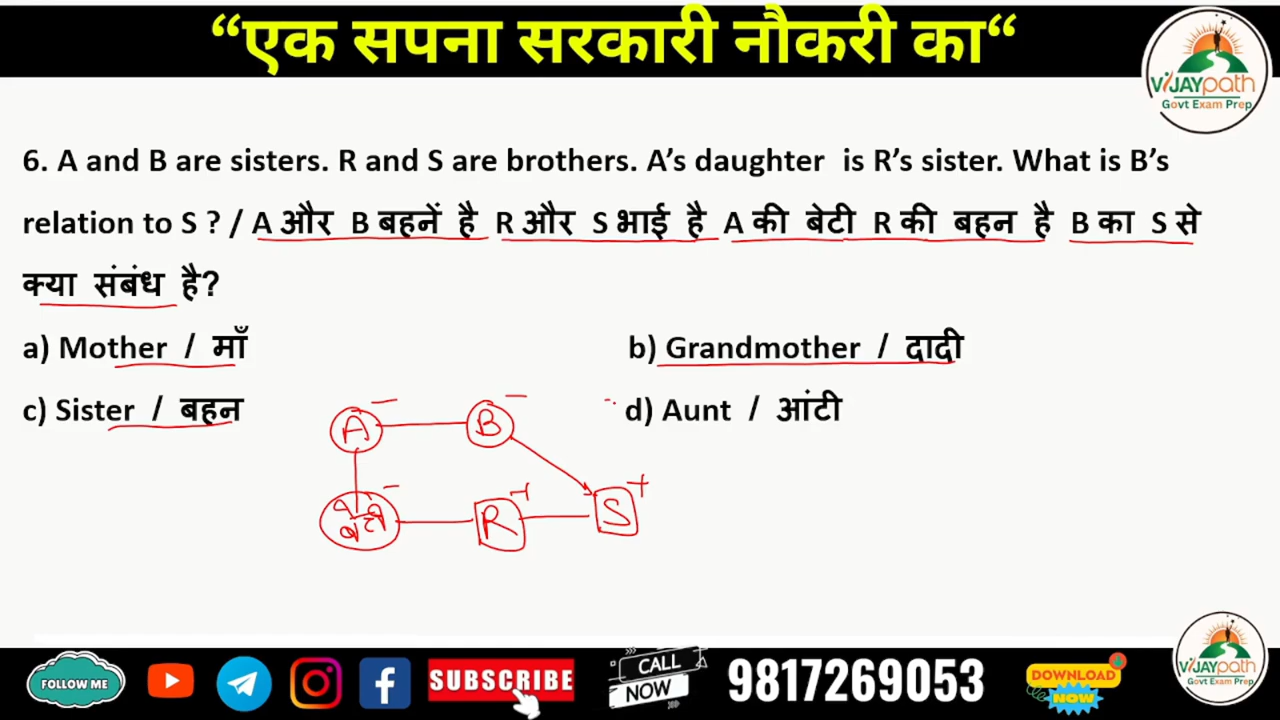 “एक सपना सरकारी नौकरी का“
ViJAYpath
Govt Exam Prep
6. A and B are sisters. R and S are brothers. A’s daughter is R’s sister. What is B’s
relation to S ? / A और B बहनें है R और S भाई है A की बेटी R की बहन है B का S से
क्या संबंध है?
a) Mother / माँ
b) Grandmother / दादी
c) Sister / बहन
d) Aunt / आंटी
A − B −
बेटी − R + S +
ViJAYpath
Govt Exam Prep
FOLLOW ME
SUBSCRIBE
CALL
NOW
9817269053
DOWNLOAD
NOW